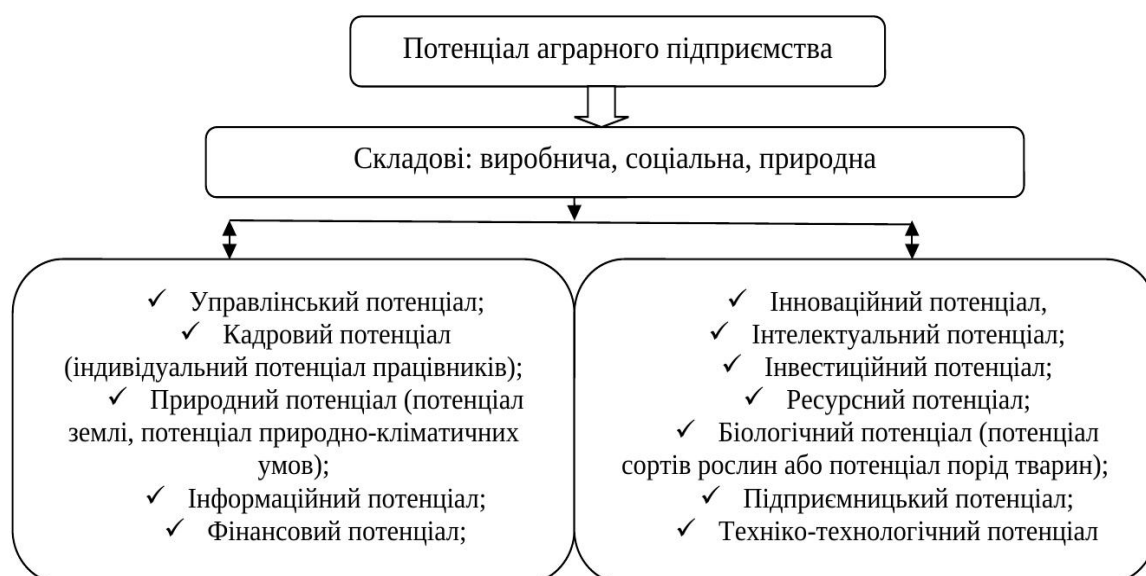 Потенціал аграрного підприємства
Складові: виробнича, соціальна, природна
✓ Управлінський потенціал;
✓ Кадровий потенціал
(індивідуальний потенціал працівників);
✓ Природний потенціал (потенціал
землі, потенціал природно-кліматичних
умов);
✓ Інформаційний потенціал;
✓ Фінансовий потенціал;
✓ Інноваційний потенціал,
✓ Інтелектуальний потенціал;
✓ Інвестиційний потенціал;
✓ Ресурсний потенціал;
✓ Біологічний потенціал (потенціал
сортів рослин або потенціал порід тварин);
✓ Підприємницький потенціал;
✓ Техніко-технологічний потенціал